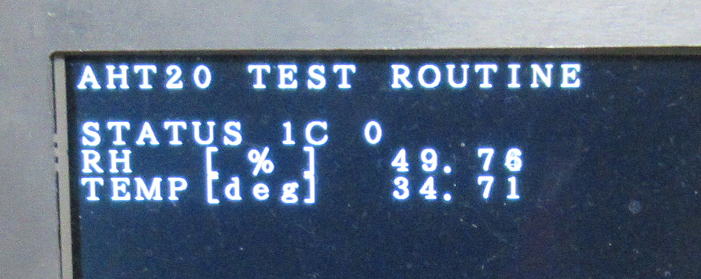 AHT20 TEST ROUTINE
STATUS 1C 0
RH [ % ] 49.76
TEMP[deg] 34.71